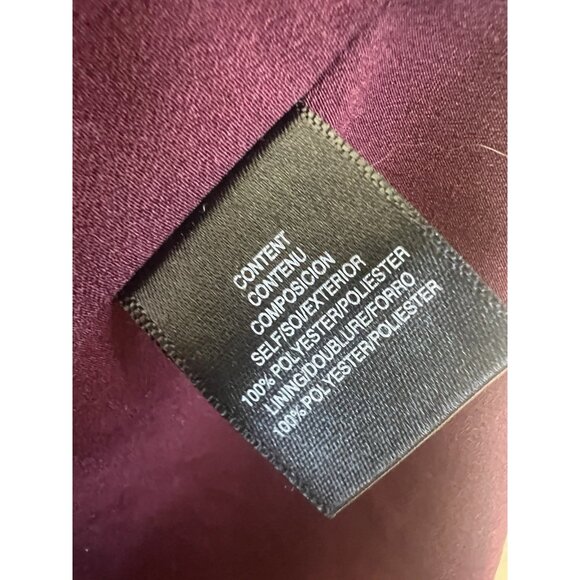 CONTENT
CONTENU
COMPOSICION
SELF/SOI/EXTERIOR
100% POLYESTER/POLIESTER
LINING/DOUBLURE/FORRO
100% POLYESTER/POLIESTER